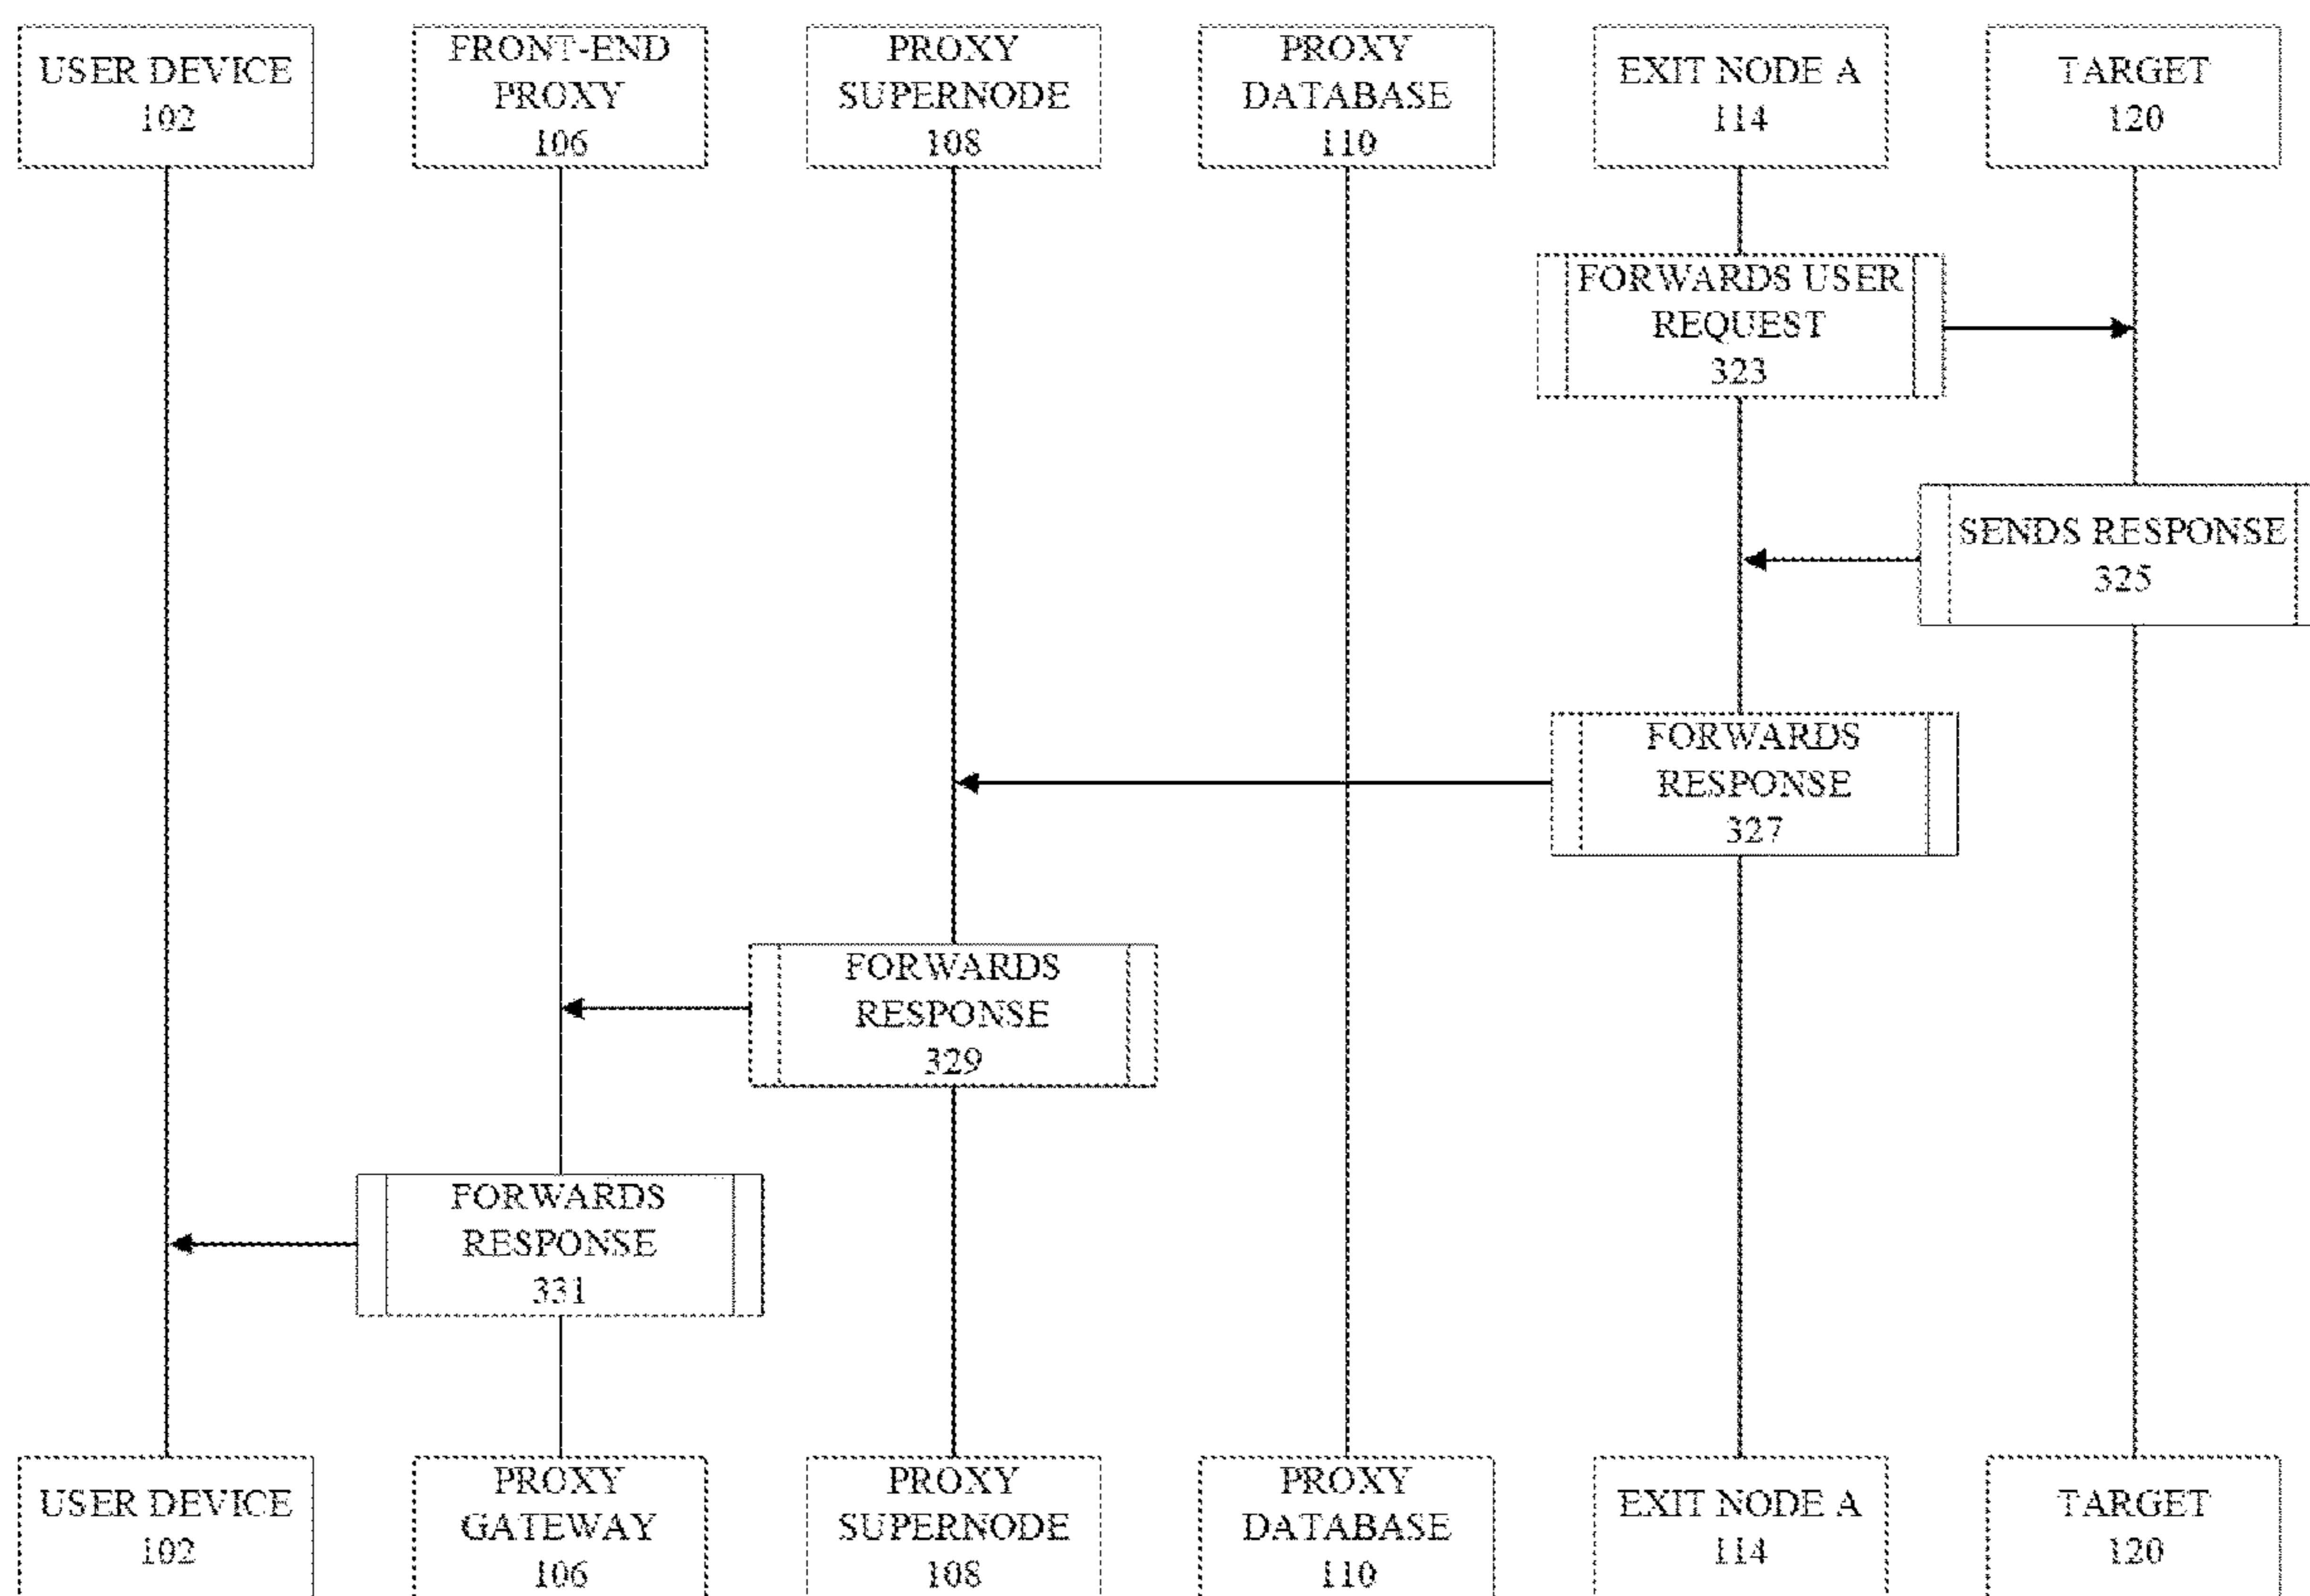 USER DEVICE
102
FRONT-END
PROXY
106
PROXY
SUPERNODE
108
PROXY
DATABASE
110
EXIT NODE A
114
TARGET
120
FORWARDS USER
REQUEST
323
SENDS RESPONSE
325
FORWARDS
RESPONSE
327
FORWARDS
RESPONSE
329
FORWARDS
RESPONSE
331
USER DEVICE
102
PROXY
GATEWAY
106
PROXY
SUPERNODE
108
PROXY
DATABASE
110
EXIT NODE A
114
TARGET
120